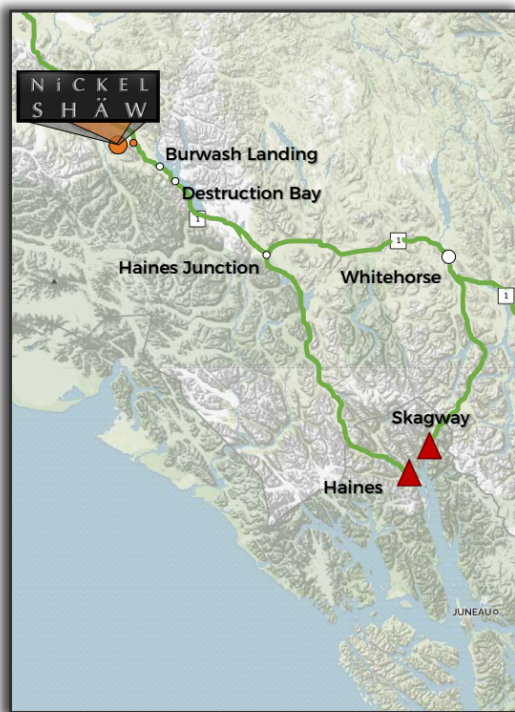 NiCKEL
SHÄW
Burwash Landing
Destruction Bay
1
Haines Junction
1
Whitehorse
1
Skagway
Haines
JUNEAU